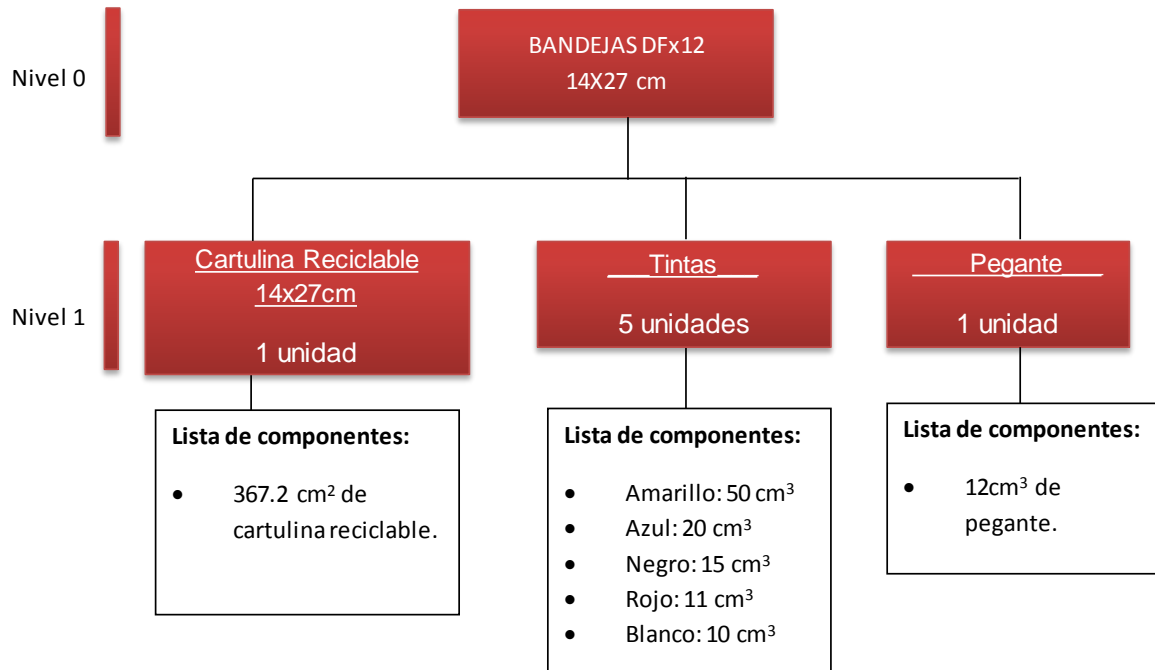 BANDEJAS DFx12
14X27 cm
Nivel 0
Cartulina Reciclable
14x27cm
1 unidad
___Tintas___
5 unidades
____Pegante___
1 unidad
Nivel 1
Lista de componentes:
• 367.2 cm² de
cartulina reciclable.
Lista de componentes:
• Amarillo: 50 cm³
• Azul: 20 cm³
• Negro: 15 cm³
• Rojo: 11 cm³
• Blanco: 10 cm³
Lista de componentes:
• 12cm³ de
pegante.